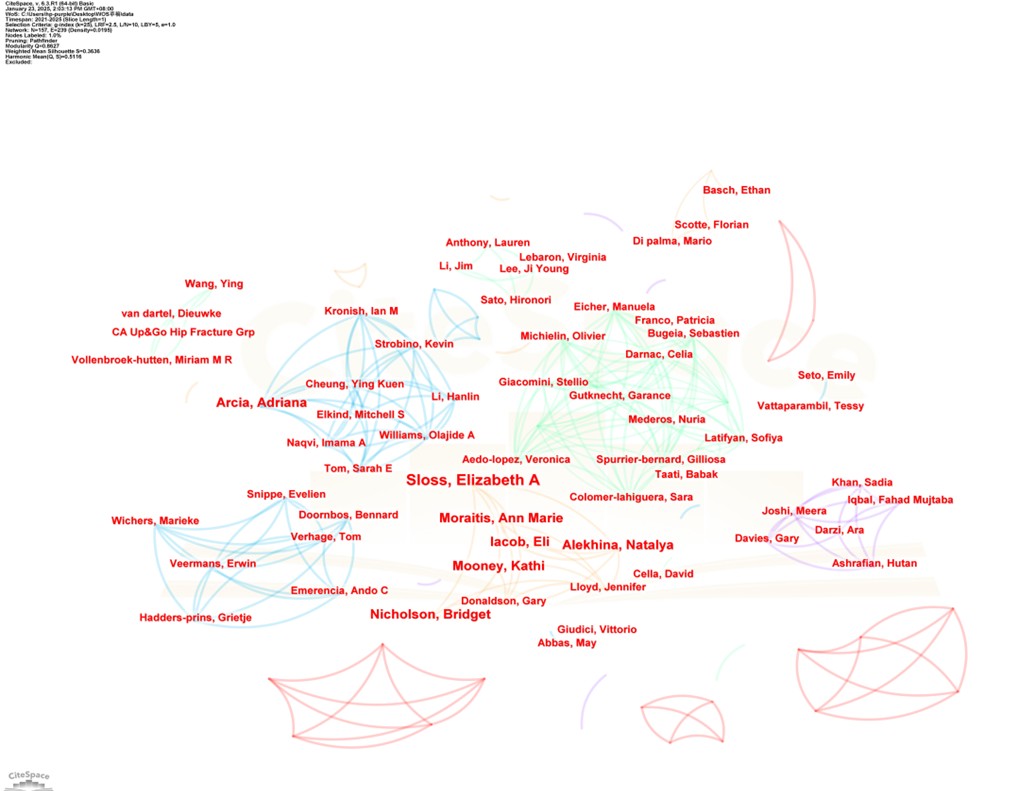 CiteSpace, v. 6.3.R1 (64-bit) Basic
January 23, 2025, 2:03:13 PM GMT+08:00
Timespan: 2021-2025 (Slice Length=1)
Selection Criteria: g-index (k=25), LRF=2.5, L/N=10, LBY=5, e=1.0
Network: N=157, E=239 (Density=0.0195)
Nodes Labeled: 1.0%
Pruning: Pathfinder
Modularity Q=0.8627
Weighted Mean Silhouette S=0.3636
Harmonic Mean(Q, S)=0.5116
Excluded:
Basch, Ethan
Scotte, Florian
Di palma, Mario
Anthony, Lauren
Lebaron, Virginia
Li, Jim
Lee, Ji Young
Wang, Ying
Sato, Hironori
Eicher, Manuela
Kronish, Ian M
van dartel, Dieuwke
Franco, Patricia
CA Up&Go Hip Fracture Grp
Bugeia, Sebastien
Michielin, Olivier
Strobino, Kevin
Darnac, Celia
Vollenbroek-hutten, Miriam M R
Seto, Emily
Giacomini, Stellio
Cheung, Ying Kuen
Gutknecht, Garance
Li, Hanlin
Arcia, Adriana
Vattaparambil, Tessy
Elkind, Mitchell S
Mederos, Nuria
Williams, Olajide A
Latifyan, Sofiya
Naqvi, Imama A
Aedo-lopez, Veronica
Spurrier-bernard, Gilliosa
Tom, Sarah E
Taati, Babak
Sloss, Elizabeth A
Khan, Sadia
Snippe, Evelien
Colomer-lahiguera, Sara
Iqbal, Fahad Mujtaba
Joshi, Meera
Doornbos, Bennard
Moraitis, Ann Marie
Wichers, Marieke
Darzi, Ara
Verhage, Tom
Davies, Gary
Iacob, Eli
Alekhina, Natalya
Veermans, Erwin
Ashrafian, Hutan
Mooney, Kathi
Cella, David
Lloyd, Jennifer
Emerencia, Ando C
Donaldson, Gary
Nicholson, Bridget
Hadders-prins, Grietje
Giudici, Vittorio
Abbas, May
CiteSpace